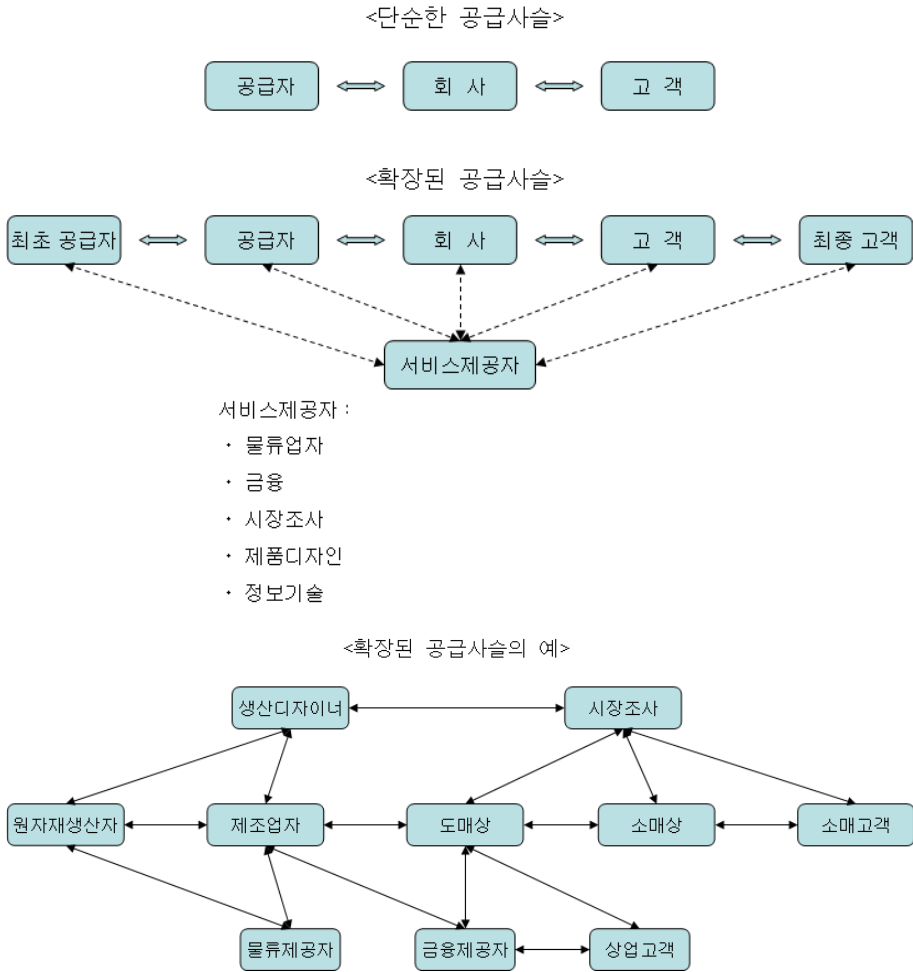 <단순한 공급사슬>
공급자 회 사 고 객
<확장된 공급사슬>
최초 공급자 공급자 회 사 고 객 최종 고객
서비스제공자
서비스제공자 :
· 물류업자
· 금융
· 시장조사
· 제품디자인
· 정보기술
<확장된 공급사슬의 예>
생산디자이너 시장조사
원자재생산자 제조업자 도매상 소매상 소매고객
물류제공자 금융제공자 상업고객